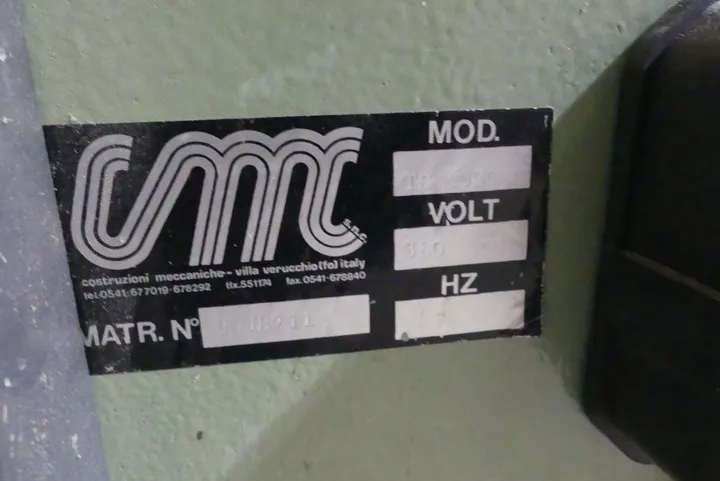 cmc
s.n.c.
costruzioni meccaniche - villa verucchio (fo) italy
tel. 0541-677019-678292 tlx. 551174 fax. 0541-678840
MATR. N°
MOD.
VOLT
380
HZ